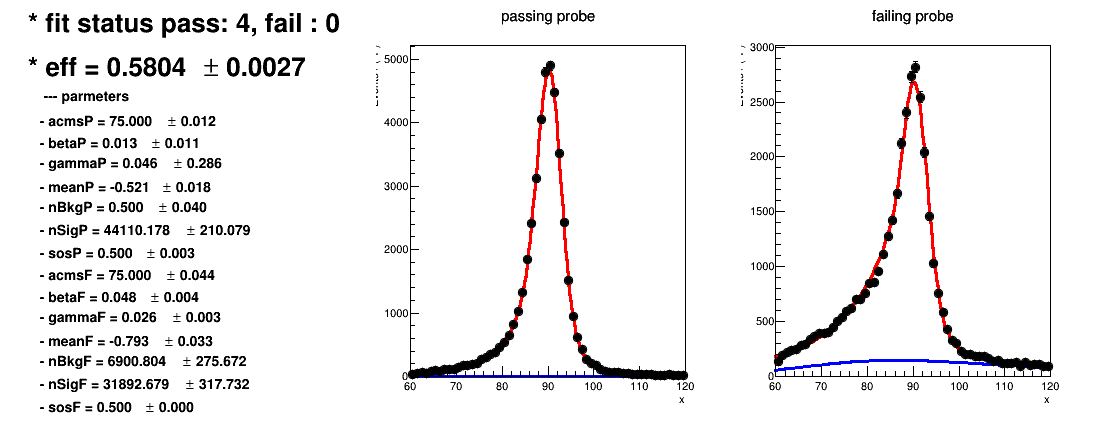 * fit status pass: 4, fail : 0
* eff = 0.5804 ± 0.0027
--- parmeters
- acmsP = 75.000 ± 0.012
- betaP = 0.013 ± 0.011
- gammaP = 0.046 ± 0.286
- meanP = -0.521 ± 0.018
- nBkgP = 0.500 ± 0.040
- nSigP = 44110.178 ± 210.079
- sosP = 0.500 ± 0.003
- acmsF = 75.000 ± 0.044
- betaF = 0.048 ± 0.004
- gammaF = 0.026 ± 0.003
- meanF = -0.793 ± 0.033
- nBkgF = 6900.804 ± 275.672
- nSigF = 31892.679 ± 317.732
- sosF = 0.500 ± 0.000
passing probe
5000
4000
3000
2000
1000
0
60 70 80 90 100 110 120
x
failing probe
3000
2500
2000
1500
1000
500
0
60 70 80 90 100 110 120
x